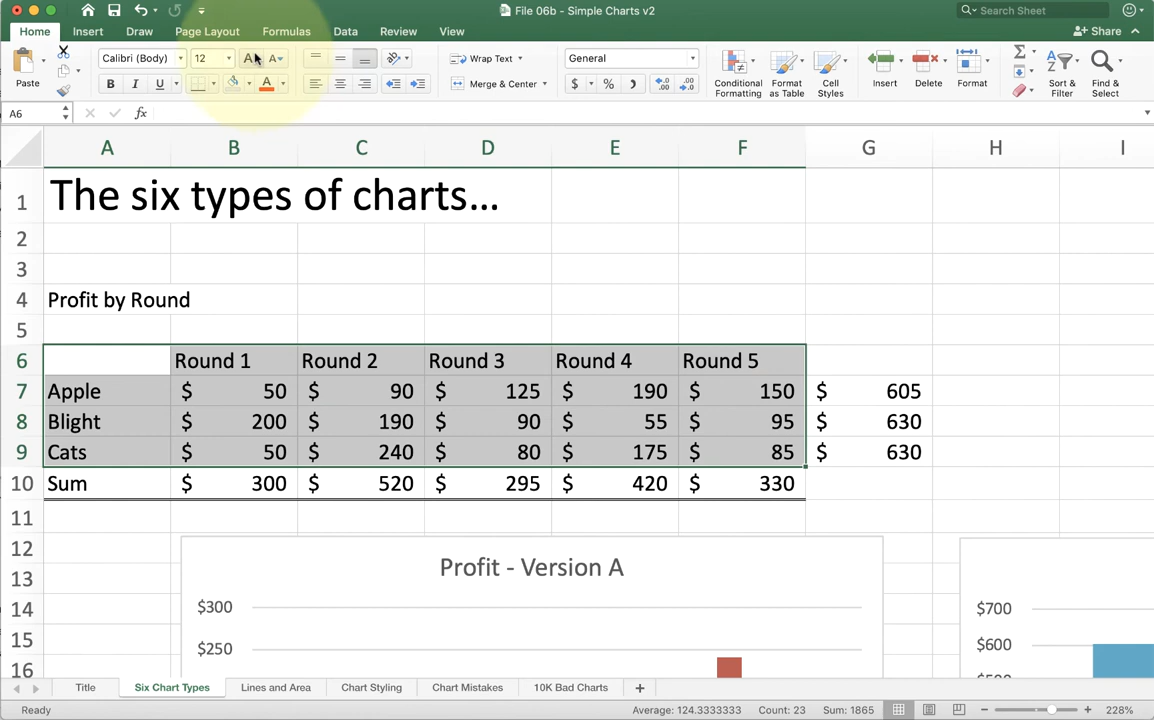 File 06b - Simple Charts v2
Search Sheet
Home Insert Draw Page Layout Formulas Data Review View
Share
Paste
Calibri (Body) 12
Wrap Text
Merge & Center
General
B I U
$ % )
Conditional Formatting
Format as Table
Cell Styles
Insert Delete Format
Sort & Filter
Find & Select
A6 fx
A B C D E F G H I
1 The six types of charts...
2
3
4 Profit by Round
5
6 Round 1 Round 2 Round 3 Round 4 Round 5
7 Apple $ 50 $ 90 $ 125 $ 190 $ 150 $ 605
8 Blight $ 200 $ 190 $ 90 $ 55 $ 95 $ 630
9 Cats $ 50 $ 240 $ 80 $ 175 $ 85 $ 630
10 Sum $ 300 $ 520 $ 295 $ 420 $ 330
11
12
13
14
15
16
Profit - Version A
$300
$250
$700
$600
Title Six Chart Types Lines and Area Chart Styling Chart Mistakes 10K Bad Charts +
Ready Average: 124.3333333 Count: 23 Sum: 1865 228%